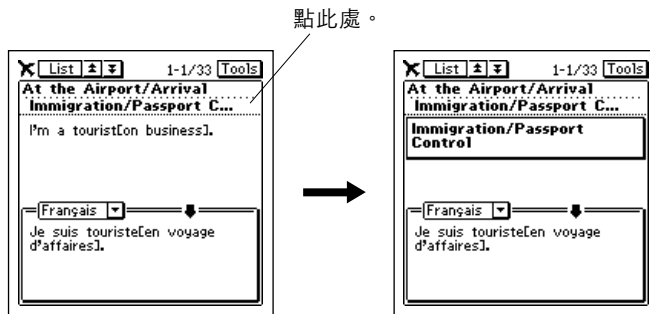 點此處。
List 1-1/33 Tools
At the Airport/Arrival
Immigration/Passport C...
I'm a tourist[on business].
Français
Je suis touriste[en voyage
d'affaires].
List 1-1/33 Tools
At the Airport/Arrival
Immigration/Passport C...
Immigration/Passport
Control
Français
Je suis touriste[en voyage
d'affaires].